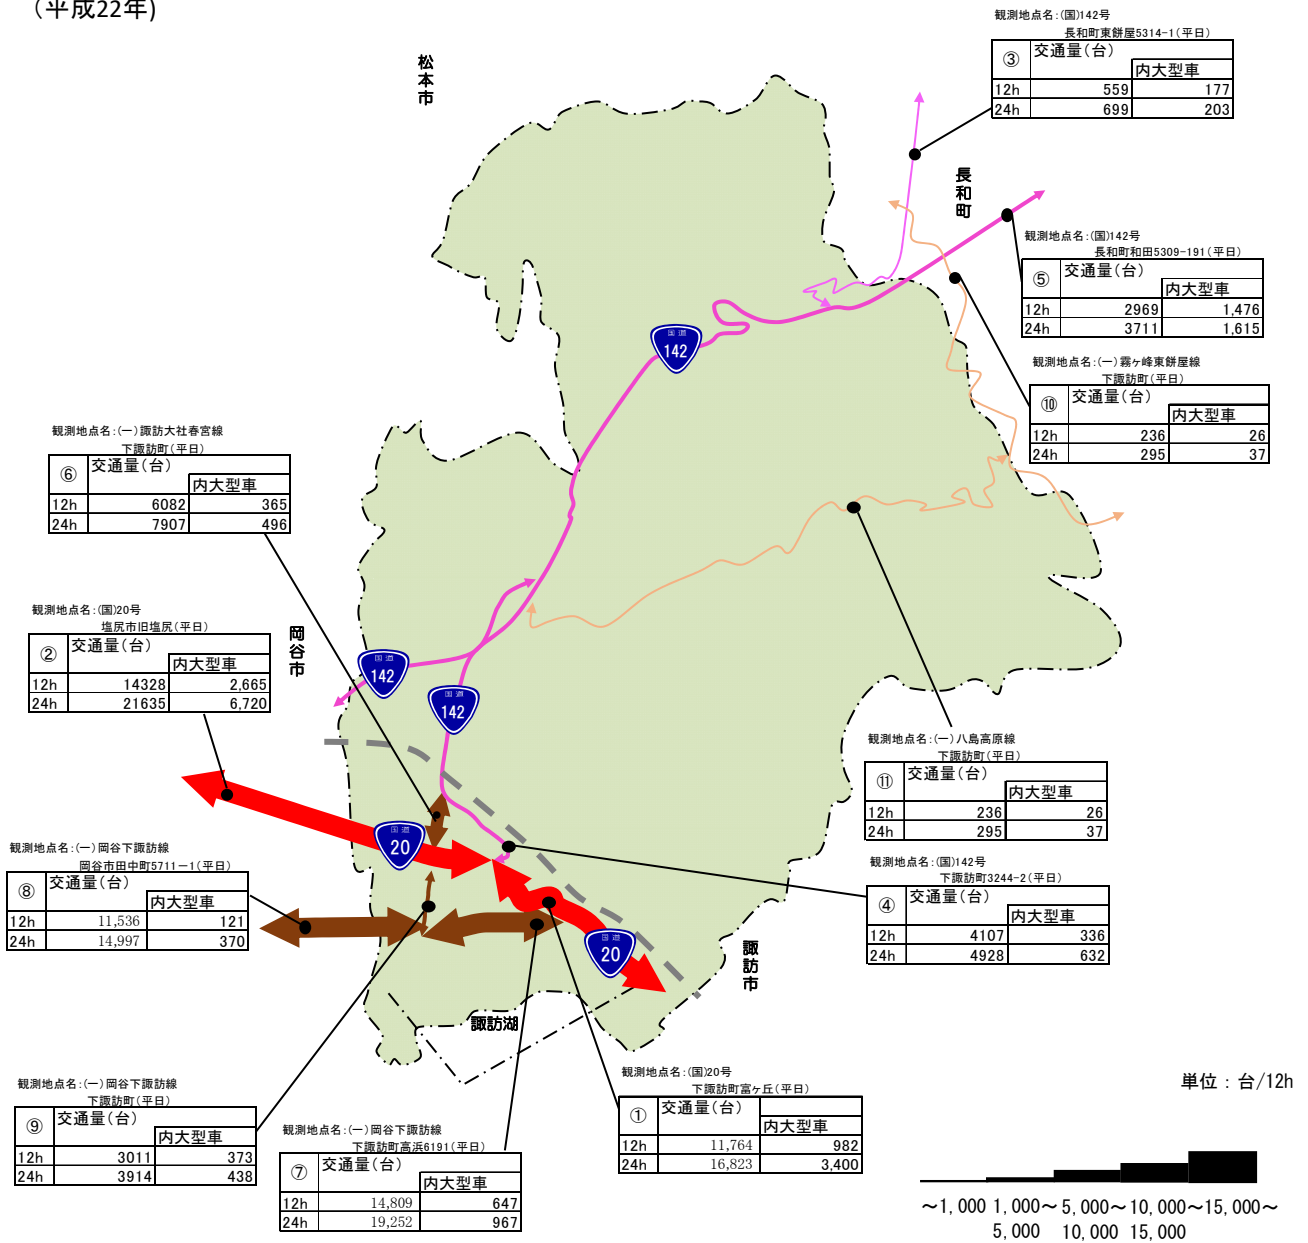 （平成22年)
松本市
観測地点名：(国)142号
長和町東餅屋5314-1(平日)
③ 交通量(台)
内大型車
12h 559 177
24h 699 203
長和町
観測地点名：(国)142号
長和町和田5309-191(平日)
⑤ 交通量(台)
内大型車
12h 2969 1,476
24h 3711 1,615
国道
142
観測地点名：(一)霧ヶ峰東餅屋線
下諏訪町(平日)
⑩ 交通量(台)
内大型車
12h 236 26
24h 295 37
観測地点名：(一)諏訪大社春宮線
下諏訪町(平日)
⑥ 交通量(台)
内大型車
12h 6082 365
24h 7907 496
観測地点名：(国)20号
塩尻市旧塩尻(平日)
② 交通量(台)
内大型車
12h 14328 2,665
24h 21635 6,720
岡谷市
国道
142
国道
142
観測地点名：(一)八島高原線
下諏訪町(平日)
⑪ 交通量(台)
内大型車
12h 236 26
24h 295 37
国道
20
観測地点名：(一)岡谷下諏訪線
岡谷市田中町5711−1(平日)
⑧ 交通量(台)
内大型車
12h 11,536 121
24h 14,997 370
観測地点名：(国)142号
下諏訪町3244-2(平日)
④ 交通量(台)
内大型車
12h 4107 336
24h 4928 632
国道
20
諏訪市
諏訪湖
観測地点名：(一)岡谷下諏訪線
下諏訪町(平日)
⑨ 交通量(台)
内大型車
12h 3011 373
24h 3914 438
観測地点名：(一)岡谷下諏訪線
下諏訪町高浜6191(平日)
⑦ 交通量(台)
内大型車
12h 14,809 647
24h 19,252 967
観測地点名：(国)20号
下諏訪町富ヶ丘(平日)
① 交通量(台)
内大型車
12h 11,764 982
24h 16,823 3,400
単位：台/12h
～1,000 1,000～ 5,000～ 10,000～ 15,000～
5,000 10,000 15,000